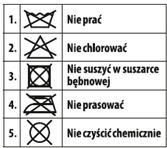 1. Nie prać
2. Nie chlorować
3. Nie suszyć w suszarce
bębnowej
4. Nie prasować
5. Nie czyścić chemicznie